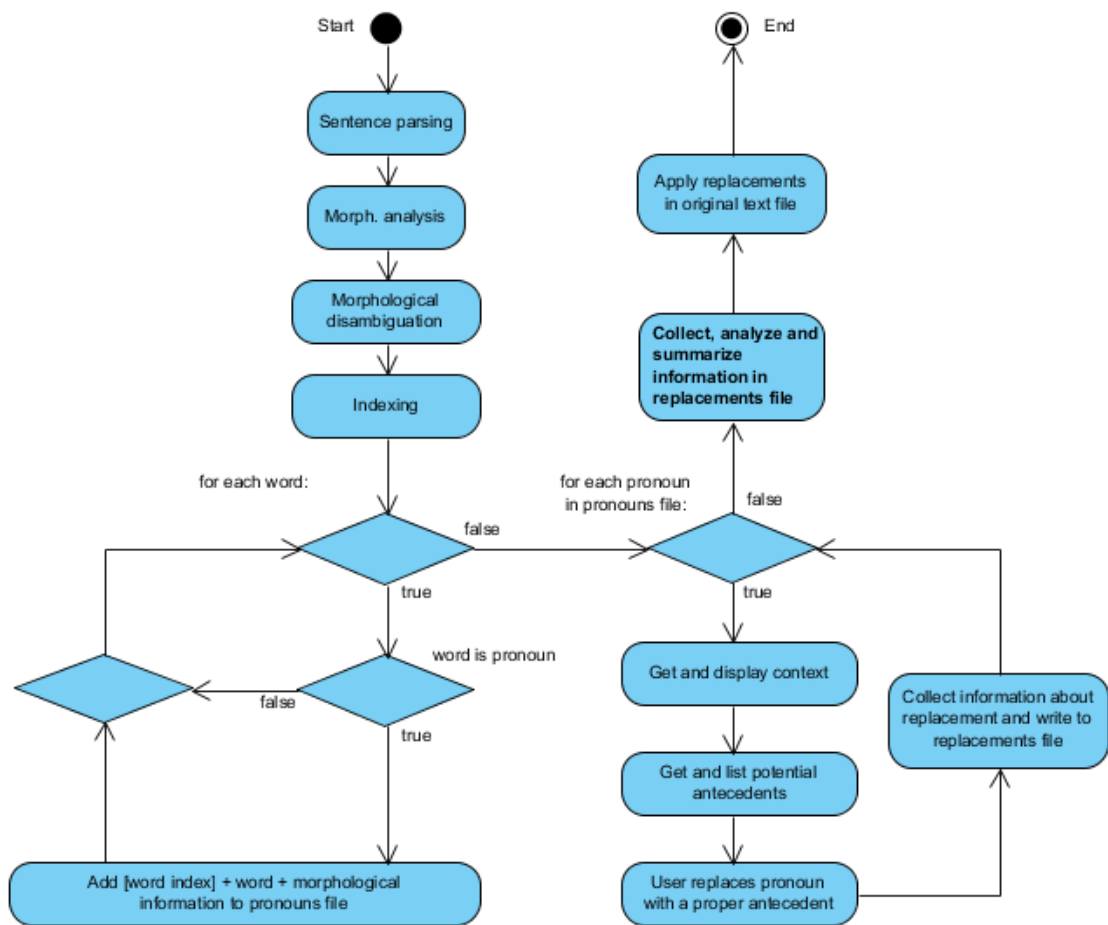 Start
End
Sentence parsing
Apply replacements
in original text file
Morph. analysis
Morphological
disambiguation
Collect, analyze and
summarize
information in
replacements file
Indexing
for each word:
for each pronoun
in pronouns file:
false
false
true
true
word is pronoun
false
true
Get and display context
Collect information about
replacement and write to
replacements file
Get and list potential
antecedents
Add [word index] + word + morphological
information to pronouns file
User replaces pronoun
with a proper antecedent